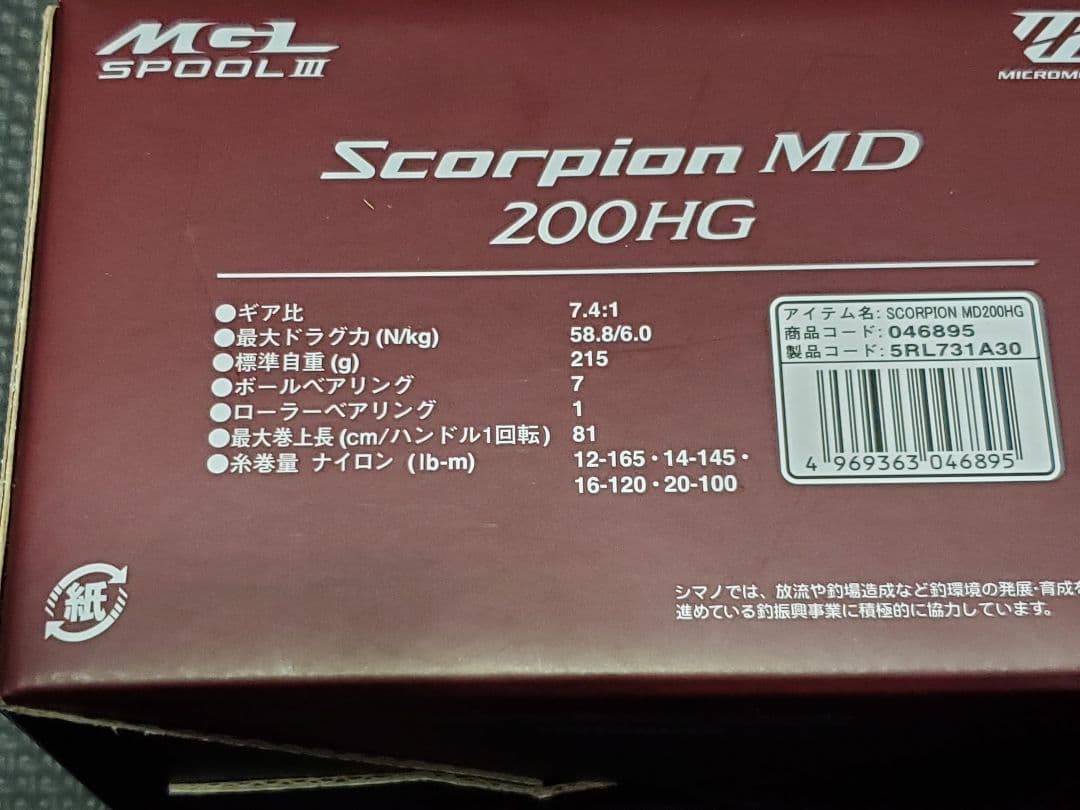 MGL
SPOOL III
MICROM
Scorpion MD
200HG
●ギア比 7.4:1
●最大ドラグ力(N/kg) 58.8/6.0
●標準自重(g) 215
●ボールベアリング 7
●ローラーベアリング 1
●最大巻上長(cm/ハンドル1回転) 81
●糸巻量 ナイロン (lb-m) 12-165・14-145・
16-120・20-100
アイテム名: SCORPION MD200HG
商品コード: 046895
製品コード: 5RL731A30
4 969363 046895
紙
シマノでは、放流や釣場造成など釣環境の発展・育成を
進めている釣振興事業に積極的に協力しています。